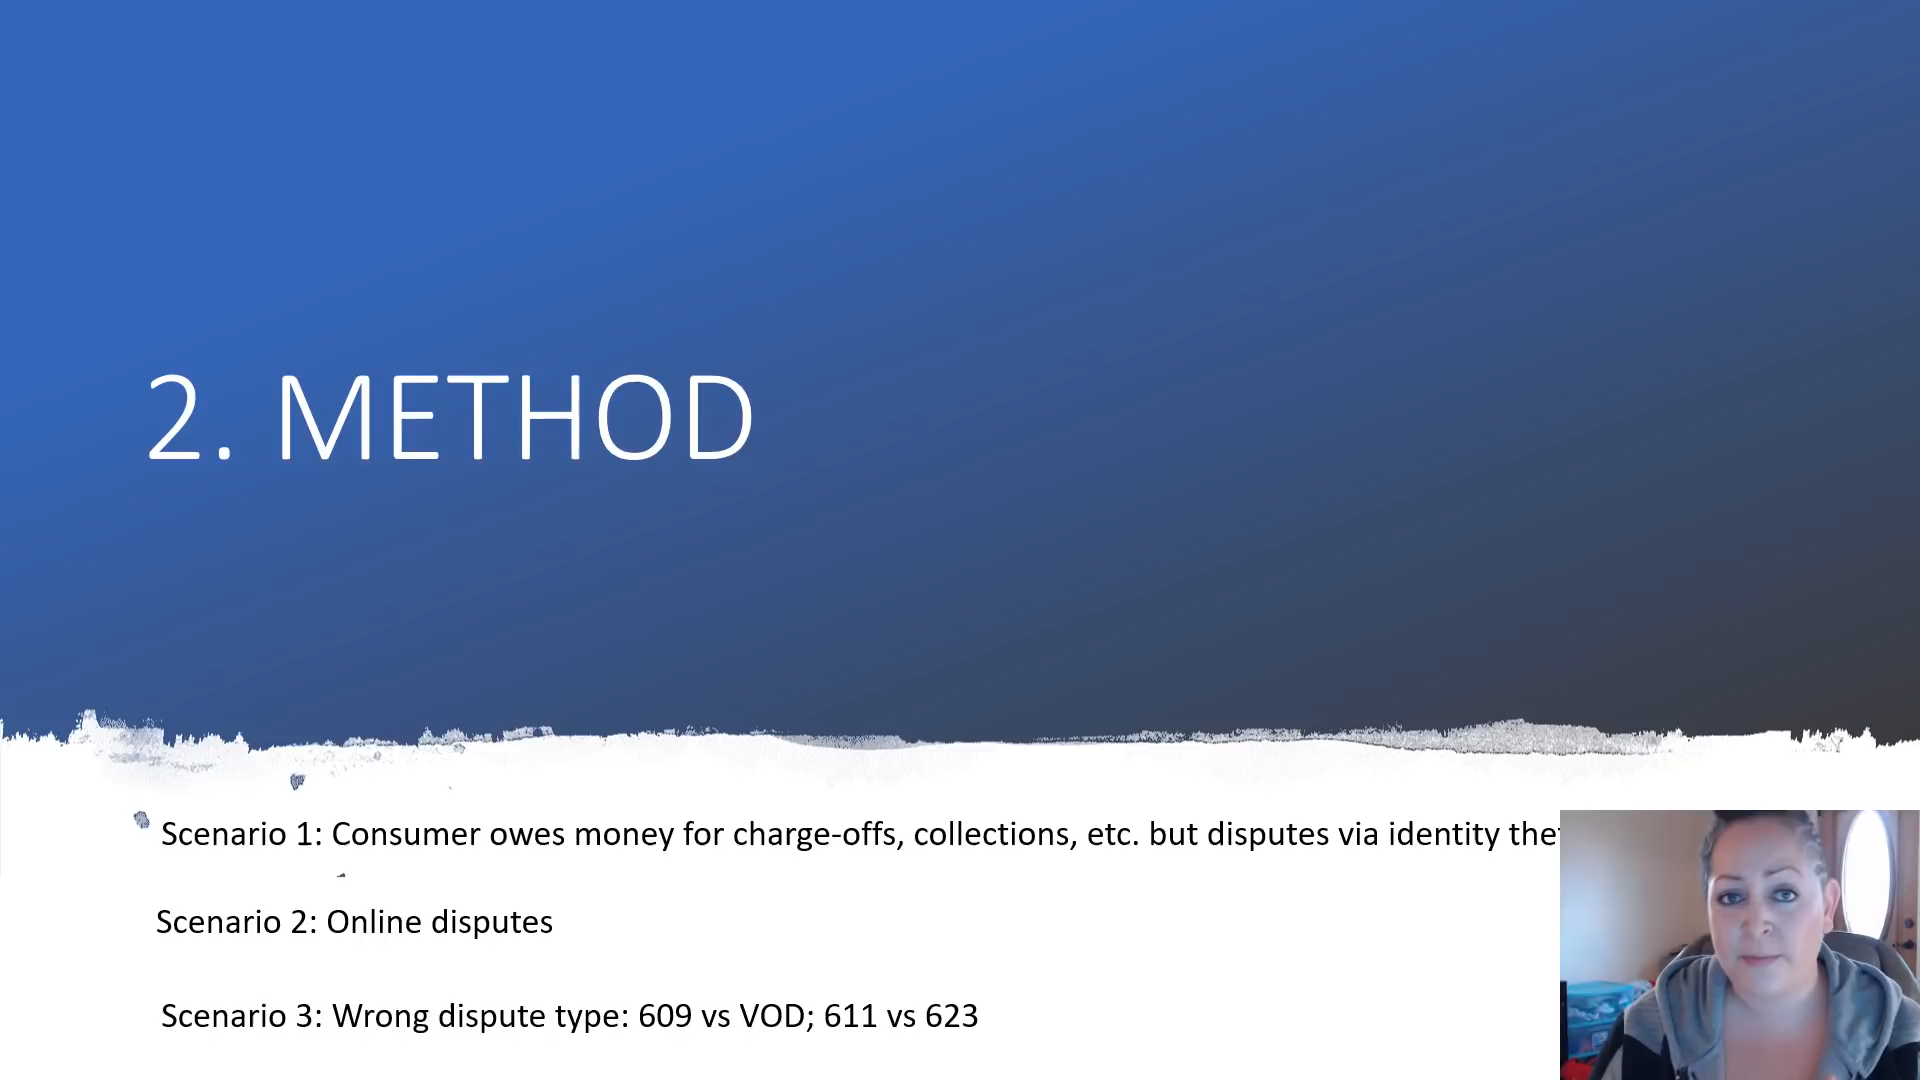 2. METHOD
Scenario 1: Consumer owes money for charge-offs, collections, etc. but disputes via identity
Scenario 2: Online disputes
Scenario 3: Wrong dispute type: 609 vs VOD; 611 vs 623